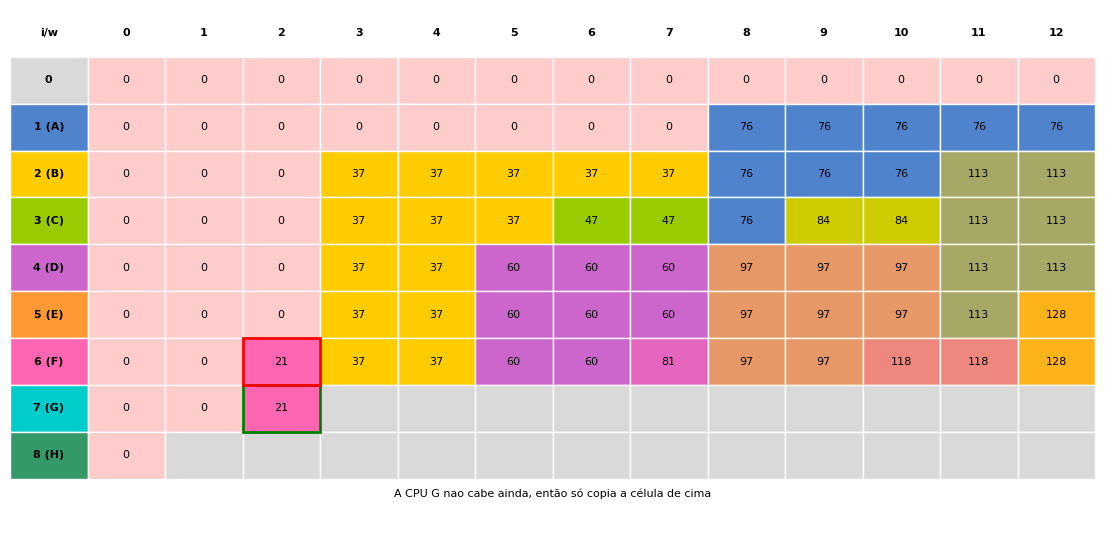 i/w 0 1 2 3 4 5 6 7 8 9 10 11 12
0 0 0 0 0 0 0 0 0 0 0 0 0 0
1 (A) 0 0 0 0 0 0 0 0 76 76 76 76 76
2 (B) 0 0 0 37 37 37 37 37 76 76 76 113 113
3 (C) 0 0 0 37 37 37 47 47 76 84 84 113 113
4 (D) 0 0 0 37 37 60 60 60 97 97 97 113 113
5 (E) 0 0 0 37 37 60 60 60 97 97 97 113 128
6 (F) 0 0 21 37 37 60 60 81 97 97 118 118 128
7 (G) 0 0 21
8 (H) 0
A CPU G nao cabe ainda, então só copia a célula de cima